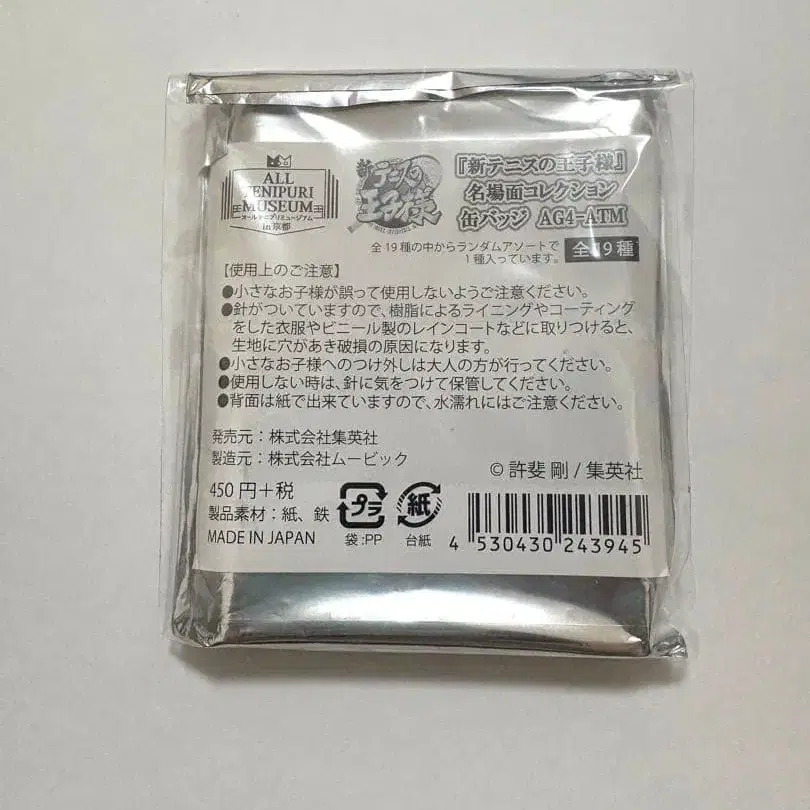 ALL
TENIPURI
MUSEUM
オールテニプリミュージアム
in京都
新テニスの王子様
『新テニスの王子様』
名場面コレクション
缶バッジ AG4-ATM
全19種の中からランダムアソートで
1種入っています。
全19種
【使用上のご注意】
●小さなお子様が誤って使用しないようご注意ください。
●針がついていますので、樹脂によるライニングやコーティング
をした衣服やビニール製のレインコートなどに取りつけると、
生地に穴があき破損の原因になります。
●小さなお子様へのつけ外しは大人の方が行ってください。
●使用しない時は、針に気をつけて保管してください。
●背面は紙で出来ていますので、水濡れにはご注意ください。
発売元：株式会社集英社
製造元：株式会社ムービック
© 許斐 剛 / 集英社
450円＋税
製品素材：紙、鉄
MADE IN JAPAN
プラ
袋:PP
紙
台紙
4 530430 243945